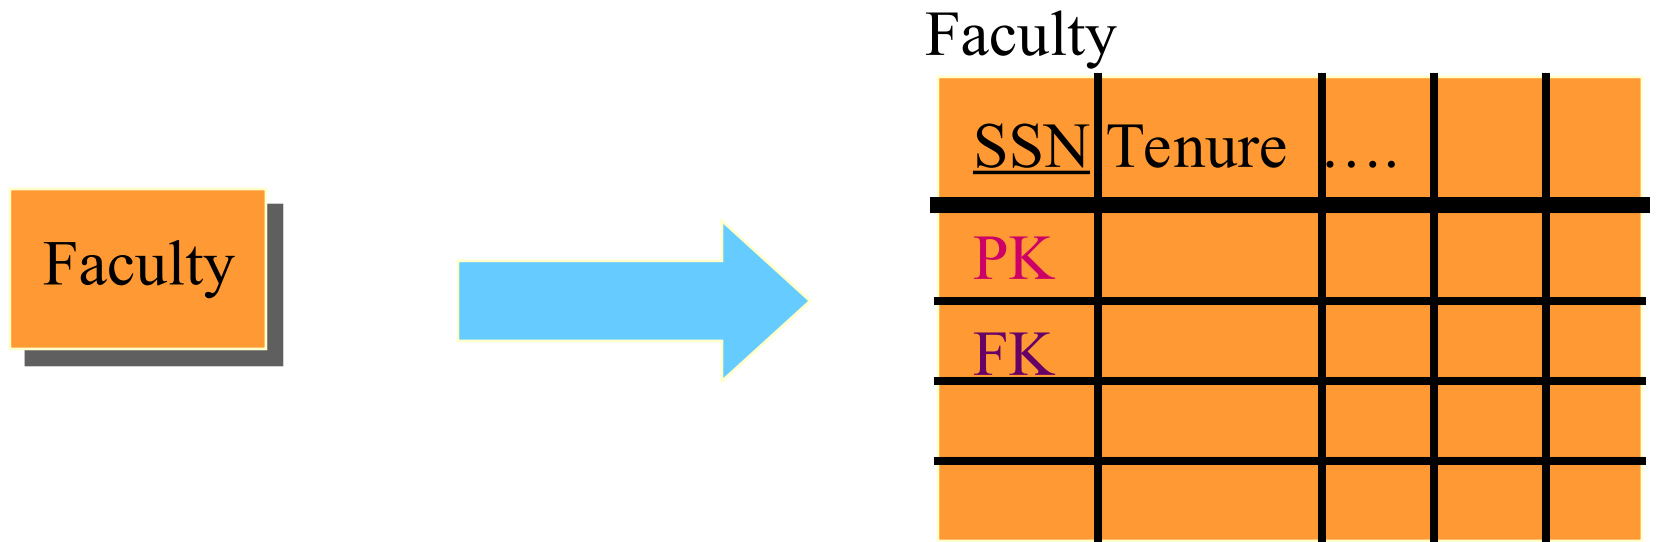 Faculty
Faculty
SSN Tenure ….
PK
FK